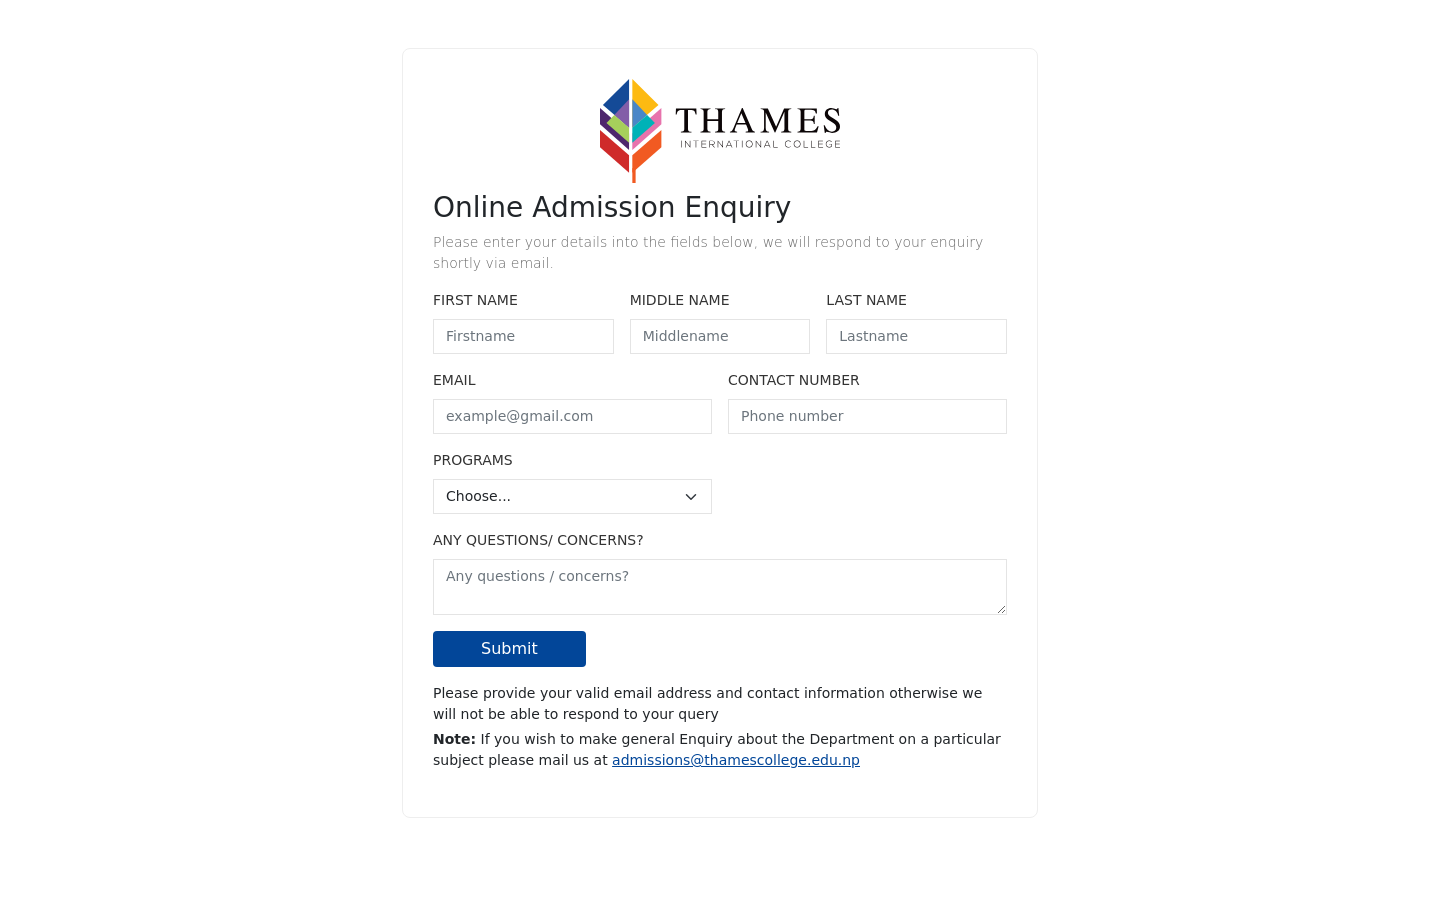 THAMES
INTERNATIONAL COLLEGE
Online Admission Enquiry
Please enter your details into the fields below, we will respond to your enquiry
shortly via email.
FIRST NAME MIDDLE NAME LAST NAME
Firstname Middlename Lastname
EMAIL CONTACT NUMBER
example@gmail.com Phone number
PROGRAMS
Choose...
ANY QUESTIONS/ CONCERNS?
Any questions / concerns?
Submit
Please provide your valid email address and contact information otherwise we
will not be able to respond to your query
Note: If you wish to make general Enquiry about the Department on a particular
subject please mail us at admissions@thamescollege.edu.np